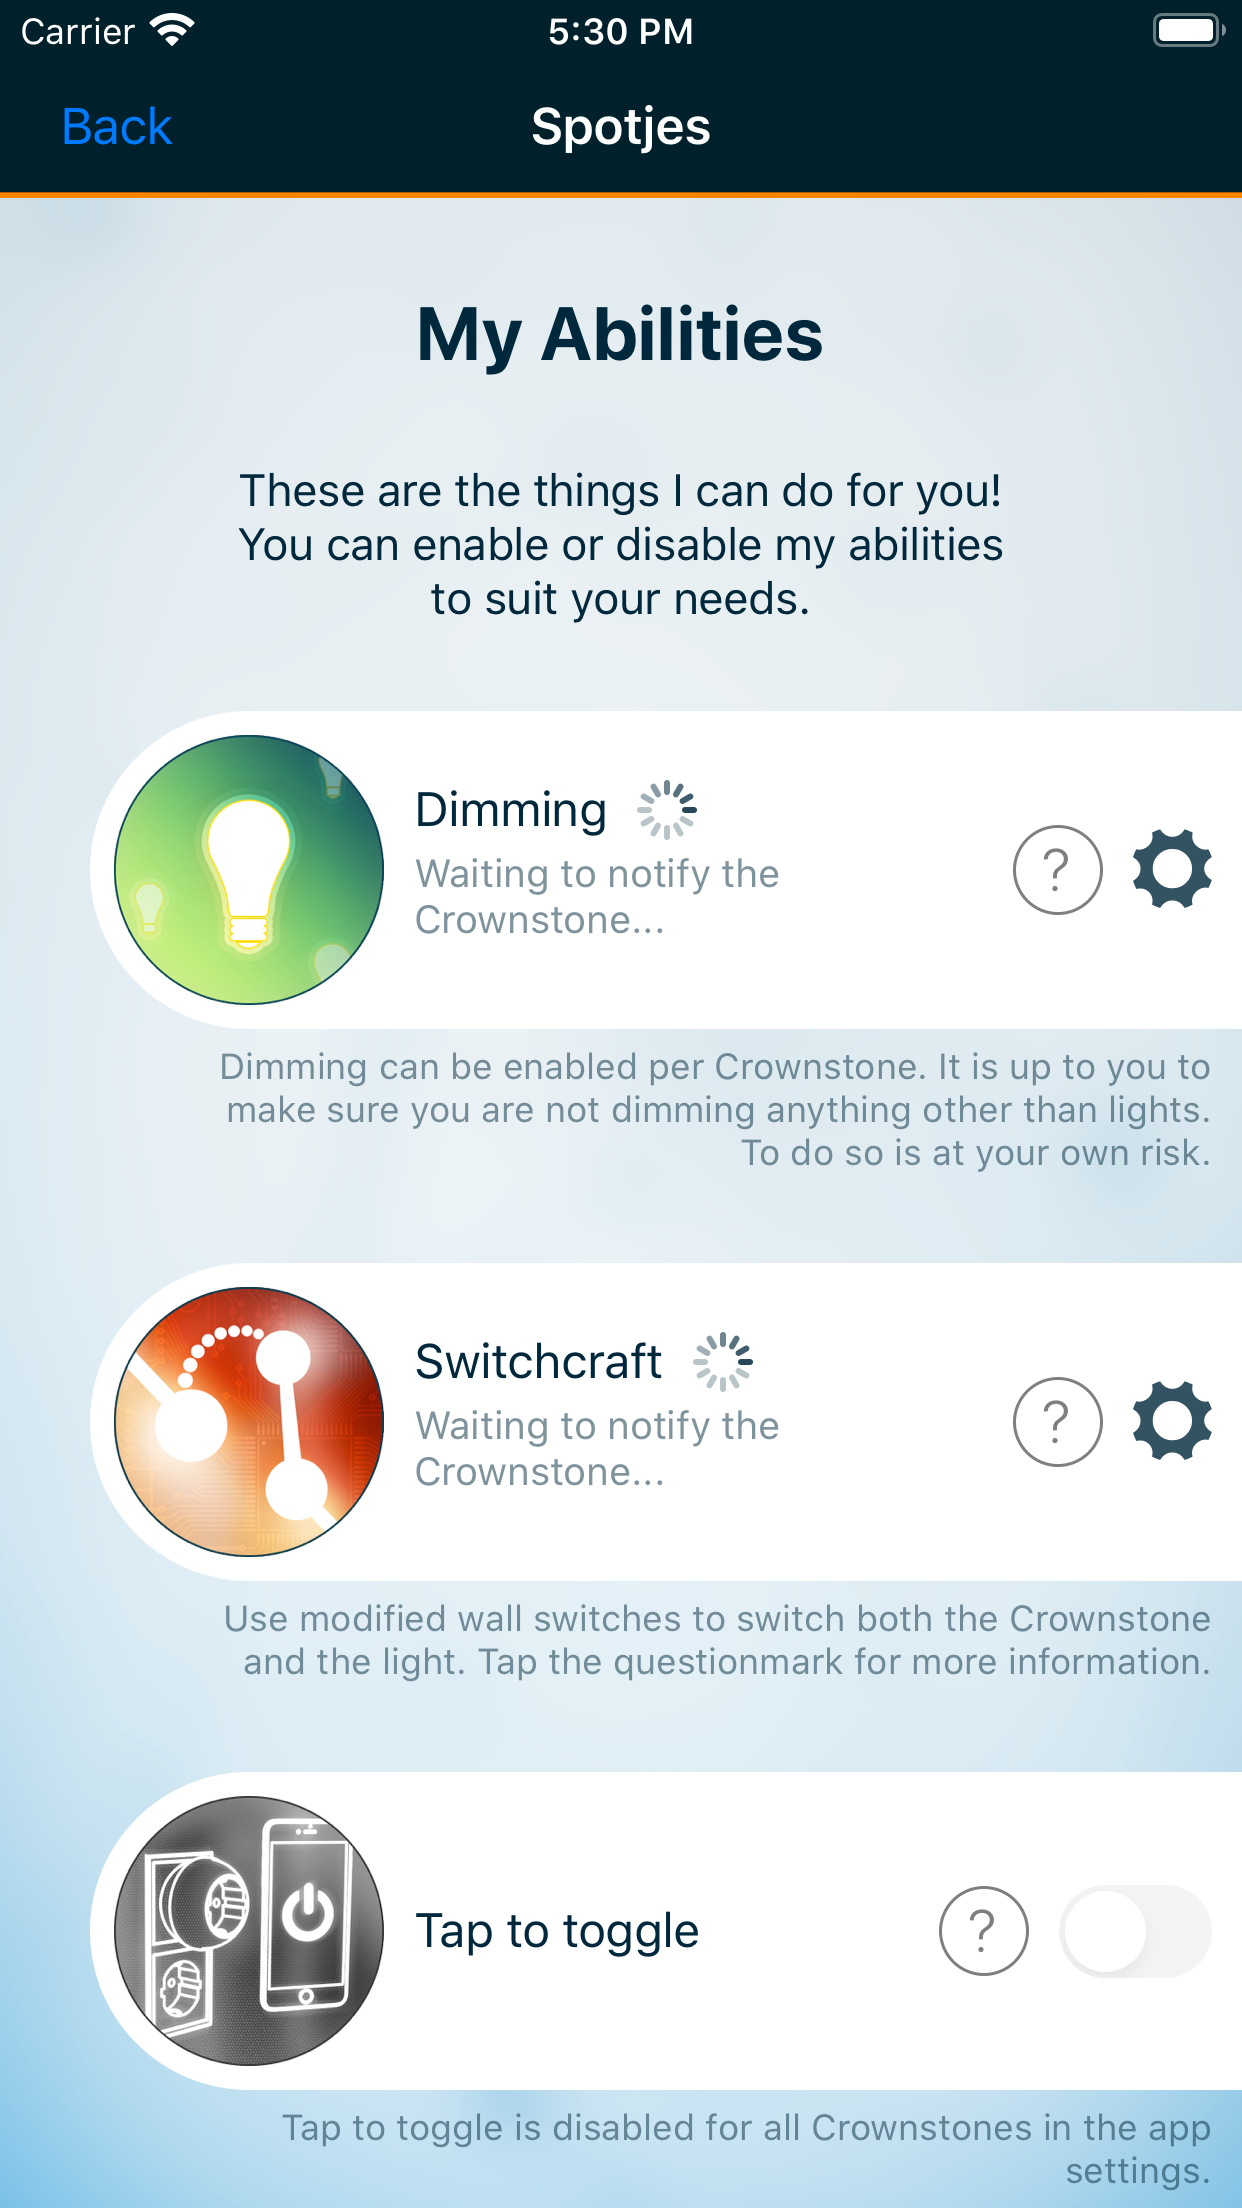 Carrier
5:30 PM
Back
Spotjes
My Abilities
These are the things I can do for you!
You can enable or disable my abilities
to suit your needs.
Dimming
Waiting to notify the
Crownstone...
?
Dimming can be enabled per Crownstone. It is up to you to
make sure you are not dimming anything other than lights.
To do so is at your own risk.
Switchcraft
Waiting to notify the
Crownstone...
?
Use modified wall switches to switch both the Crownstone
and the light. Tap the questionmark for more information.
Tap to toggle
?
Tap to toggle is disabled for all Crownstones in the app
settings.